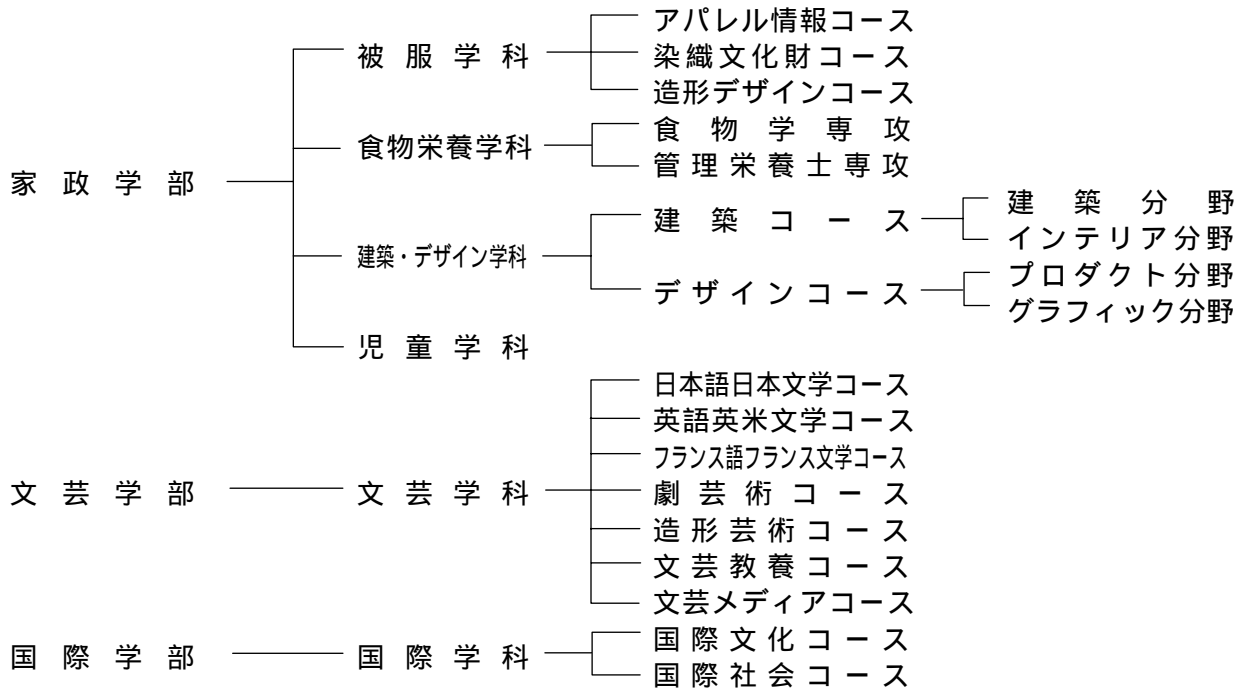 アパレル情報コース
被服学科
染織文化財コース
造形デザインコース
食物学専攻
食物栄養学科
管理栄養士専攻
家政学部
建築分野
建築コース
インテリア分野
建築・デザイン学科
プロダクト分野
デザインコース
グラフィック分野
児童学科
日本語日本文学コース
英語英米文学コース
フランス語フランス文学コース
文芸学部
文芸学科
劇芸術コース
造形芸術コース
文芸教養コース
文芸メディアコース
国際文化コース
国際学部
国際学科
国際社会コース